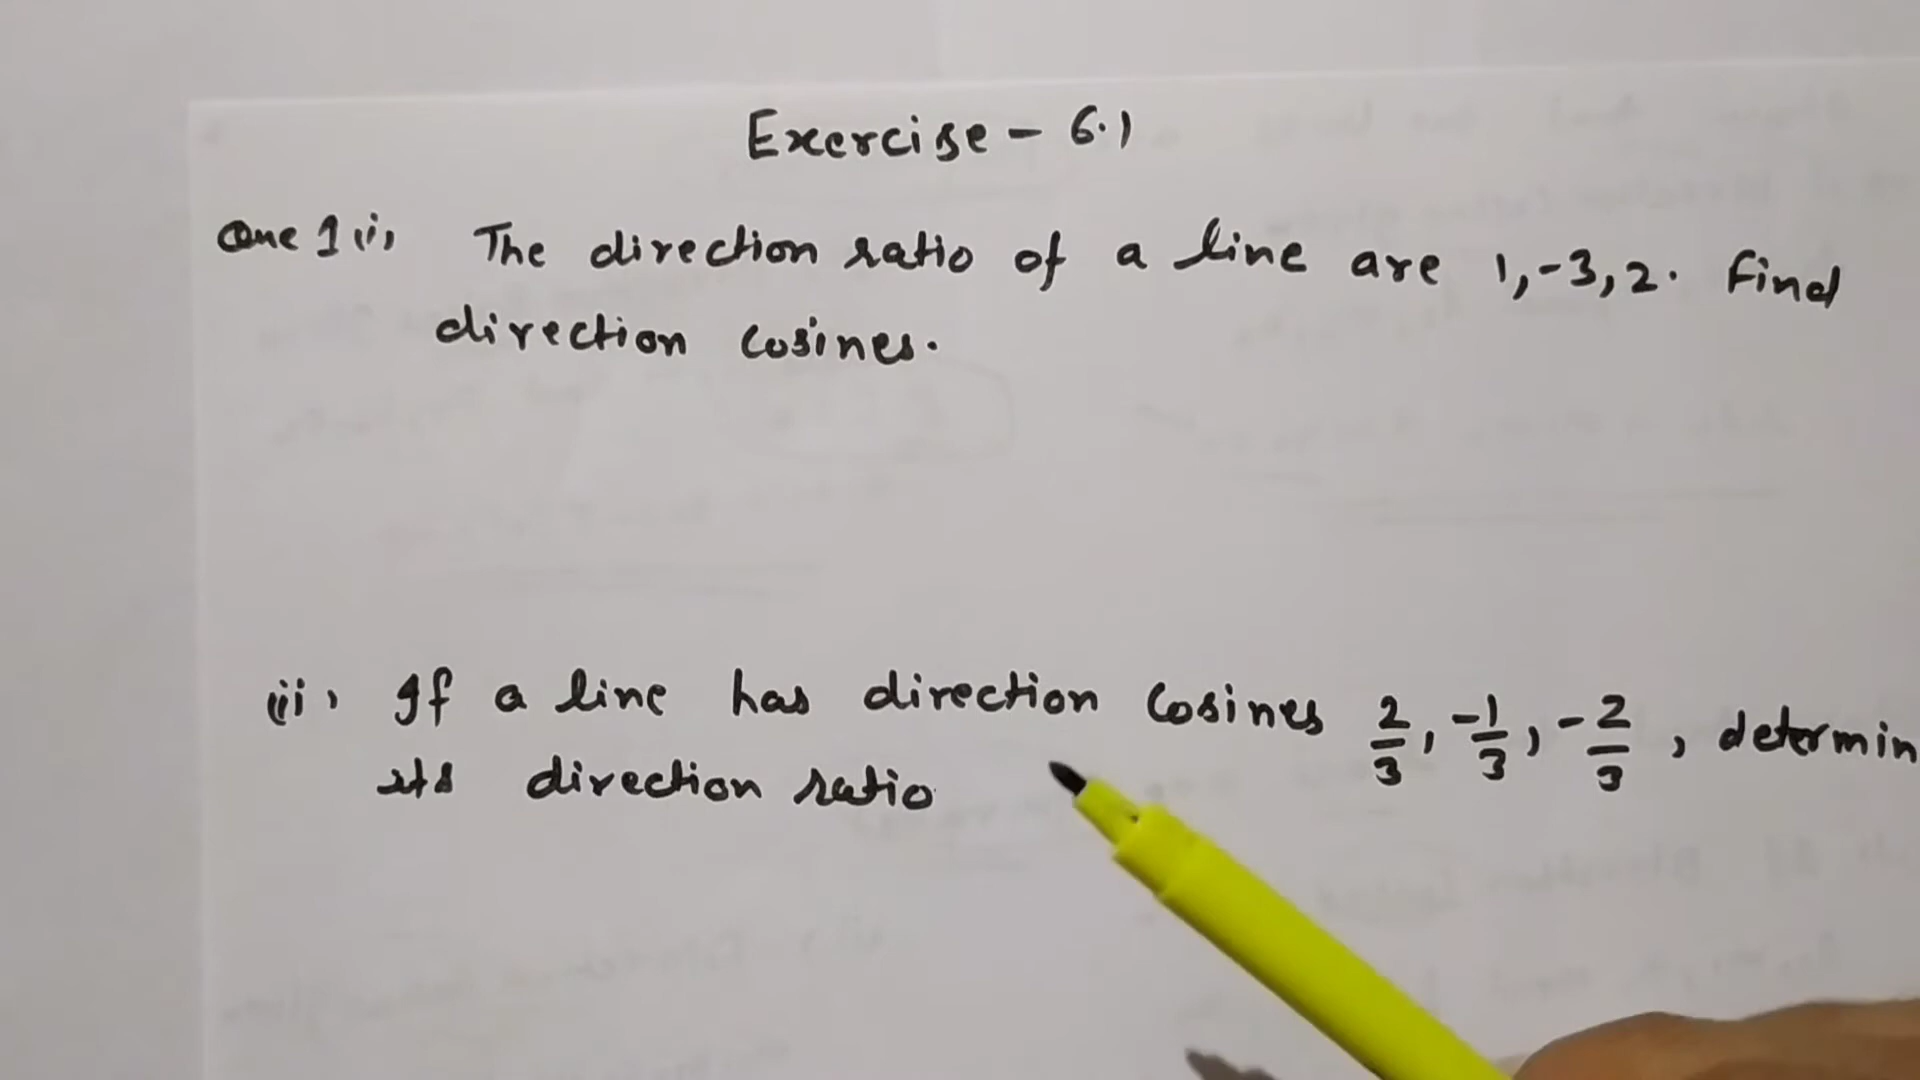 Exercise - 6.1
Que 1(i) The direction ratio of a line are 1, -3, 2. Find
direction cosines.
(ii) If a line has direction cosines 2/3, -1/3, -2/3, determin
its direction ratio